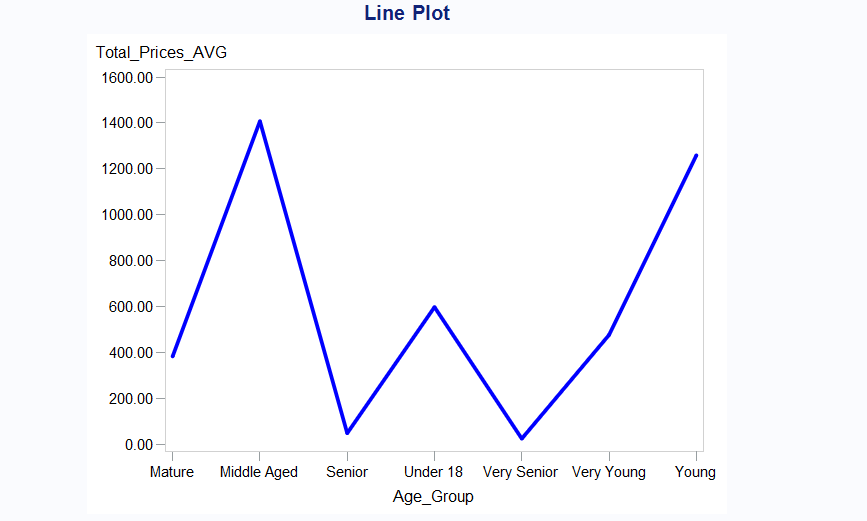 Line Plot
Total_Prices_AVG
1600.00
1400.00
1200.00
1000.00
800.00
600.00
400.00
200.00
0.00
Mature Middle Aged Senior Under 18 Very Senior Very Young Young
Age_Group